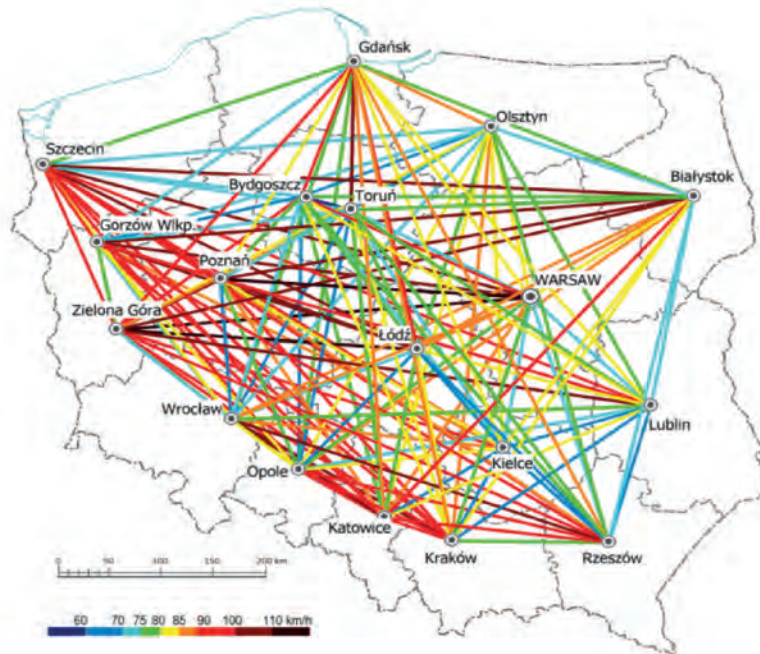 Gdańsk
Olsztyn
Szczecin
Białystok
Bydgoszcz
Toruń
Gorzów Wlkp.
Poznań
WARSAW
Zielona Góra
Łódź
Wrocław
Lublin
Kielce
Opole
Katowice
Kraków
Rzeszów
0 50 100 200 km
60 70 75 80 85 90 100 110 km/h